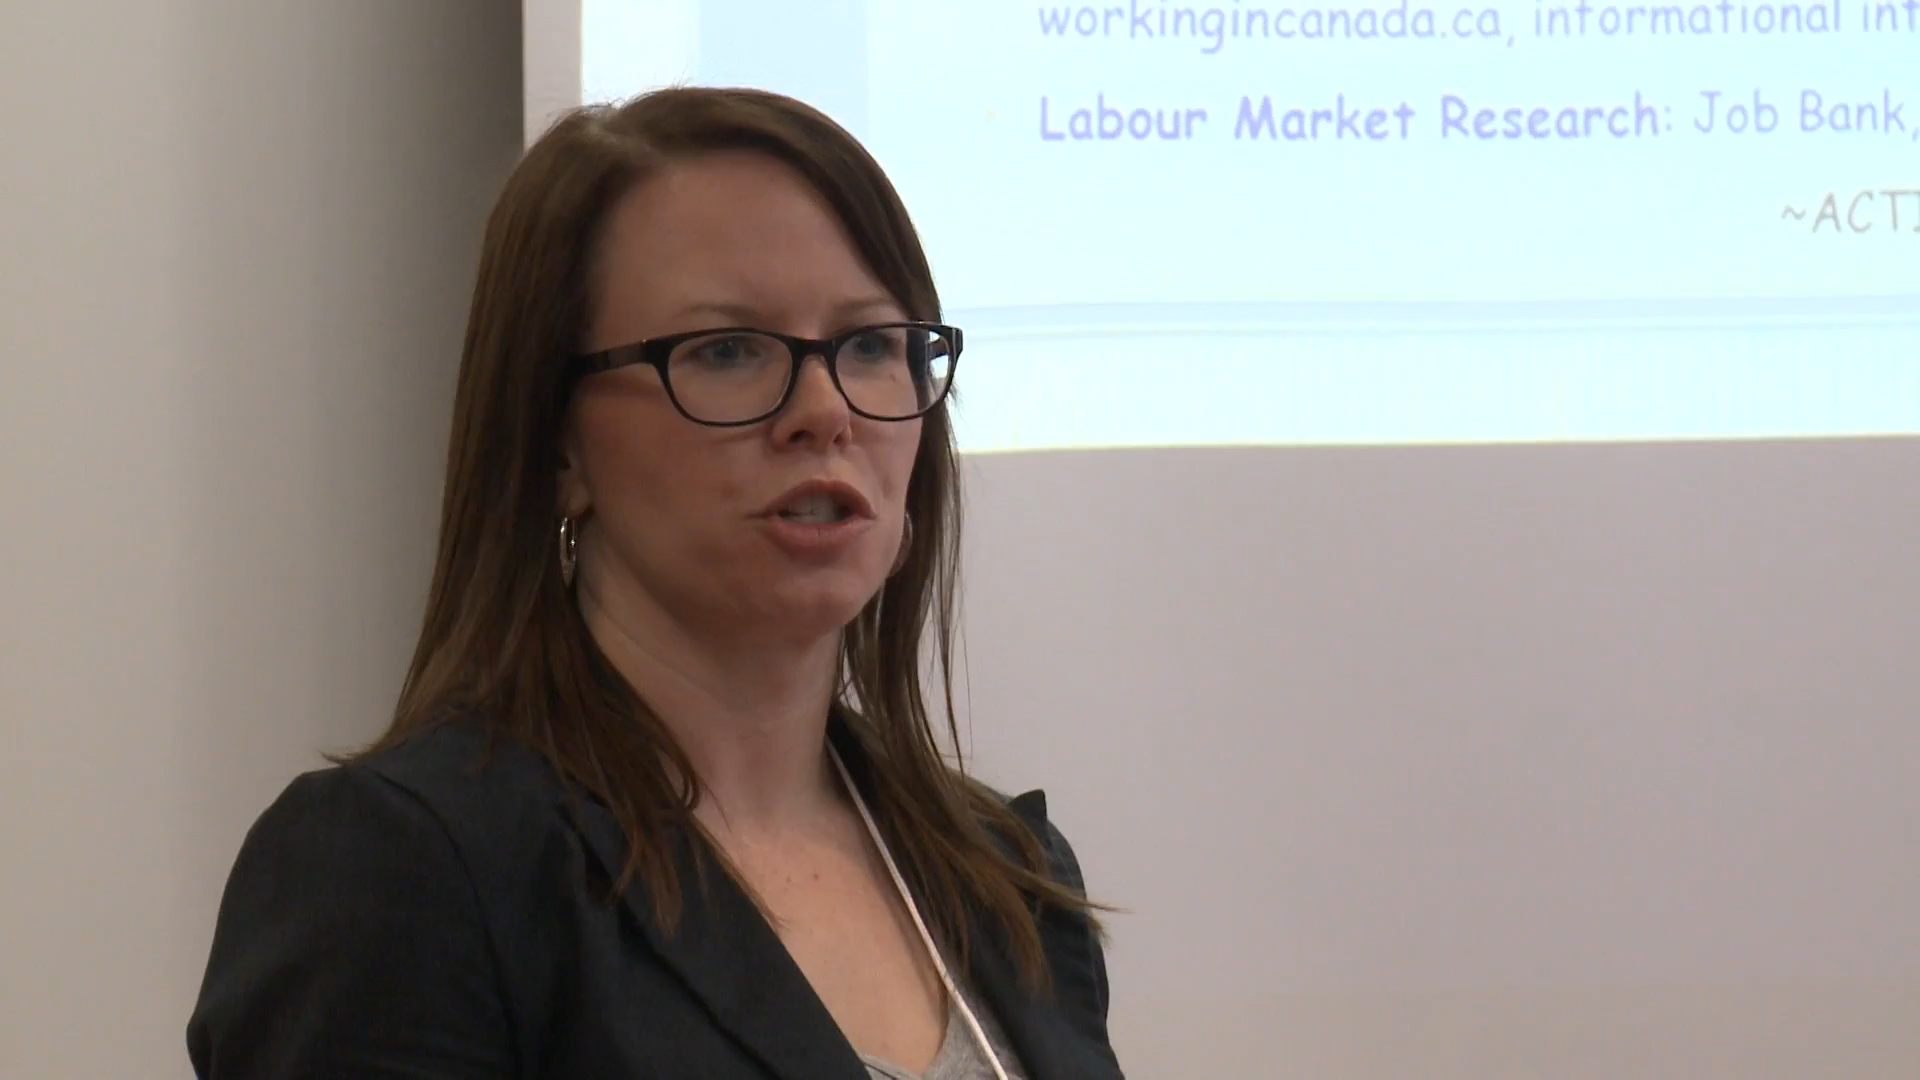 workingincanada.ca, informational int
Labour Market Research: Job Bank,
~ACTI